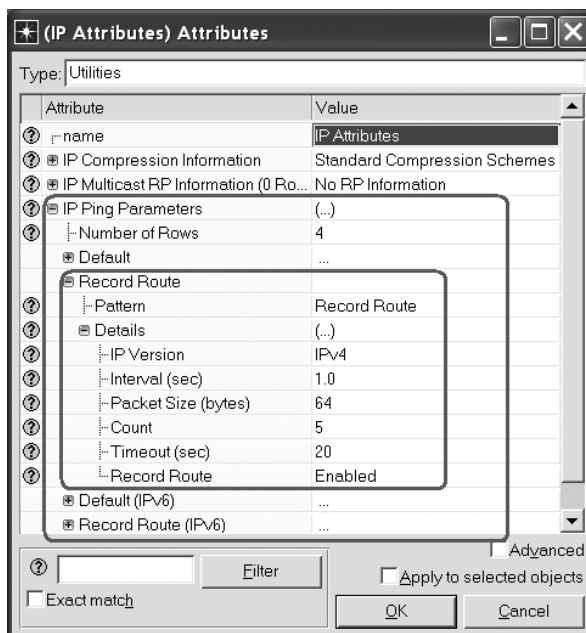 (IP Attributes) Attributes
Type: Utilities
Attribute Value
name IP Attributes
IP Compression Information Standard Compression Schemes
IP Multicast RP Information (0 Ro... No RP Information
IP Ping Parameters (...)
Number of Rows 4
Default ...
Record Route
Pattern Record Route
Details (...)
IP Version IPv4
Interval (sec) 1.0
Packet Size (bytes) 64
Count 5
Timeout (sec) 20
Record Route Enabled
Default (IPv6) ...
Record Route (IPv6) ...
Advanced
Filter
Apply to selected objects
Exact match
OK Cancel